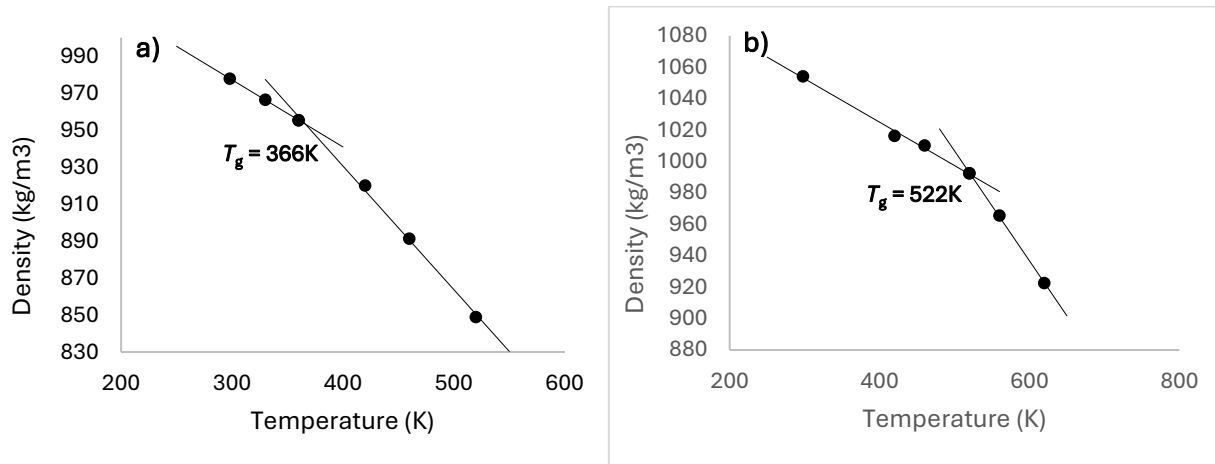 a)
990
970
950
930
910
890
870
850
830
Density (kg/m3)
Tg = 366K
200 300 400 500 600
Temperature (K)
b)
1080
1060
1040
1020
1000
980
960
940
920
900
880
Density (kg/m3)
Tg = 522K
200 400 600 800
Temperature (K)